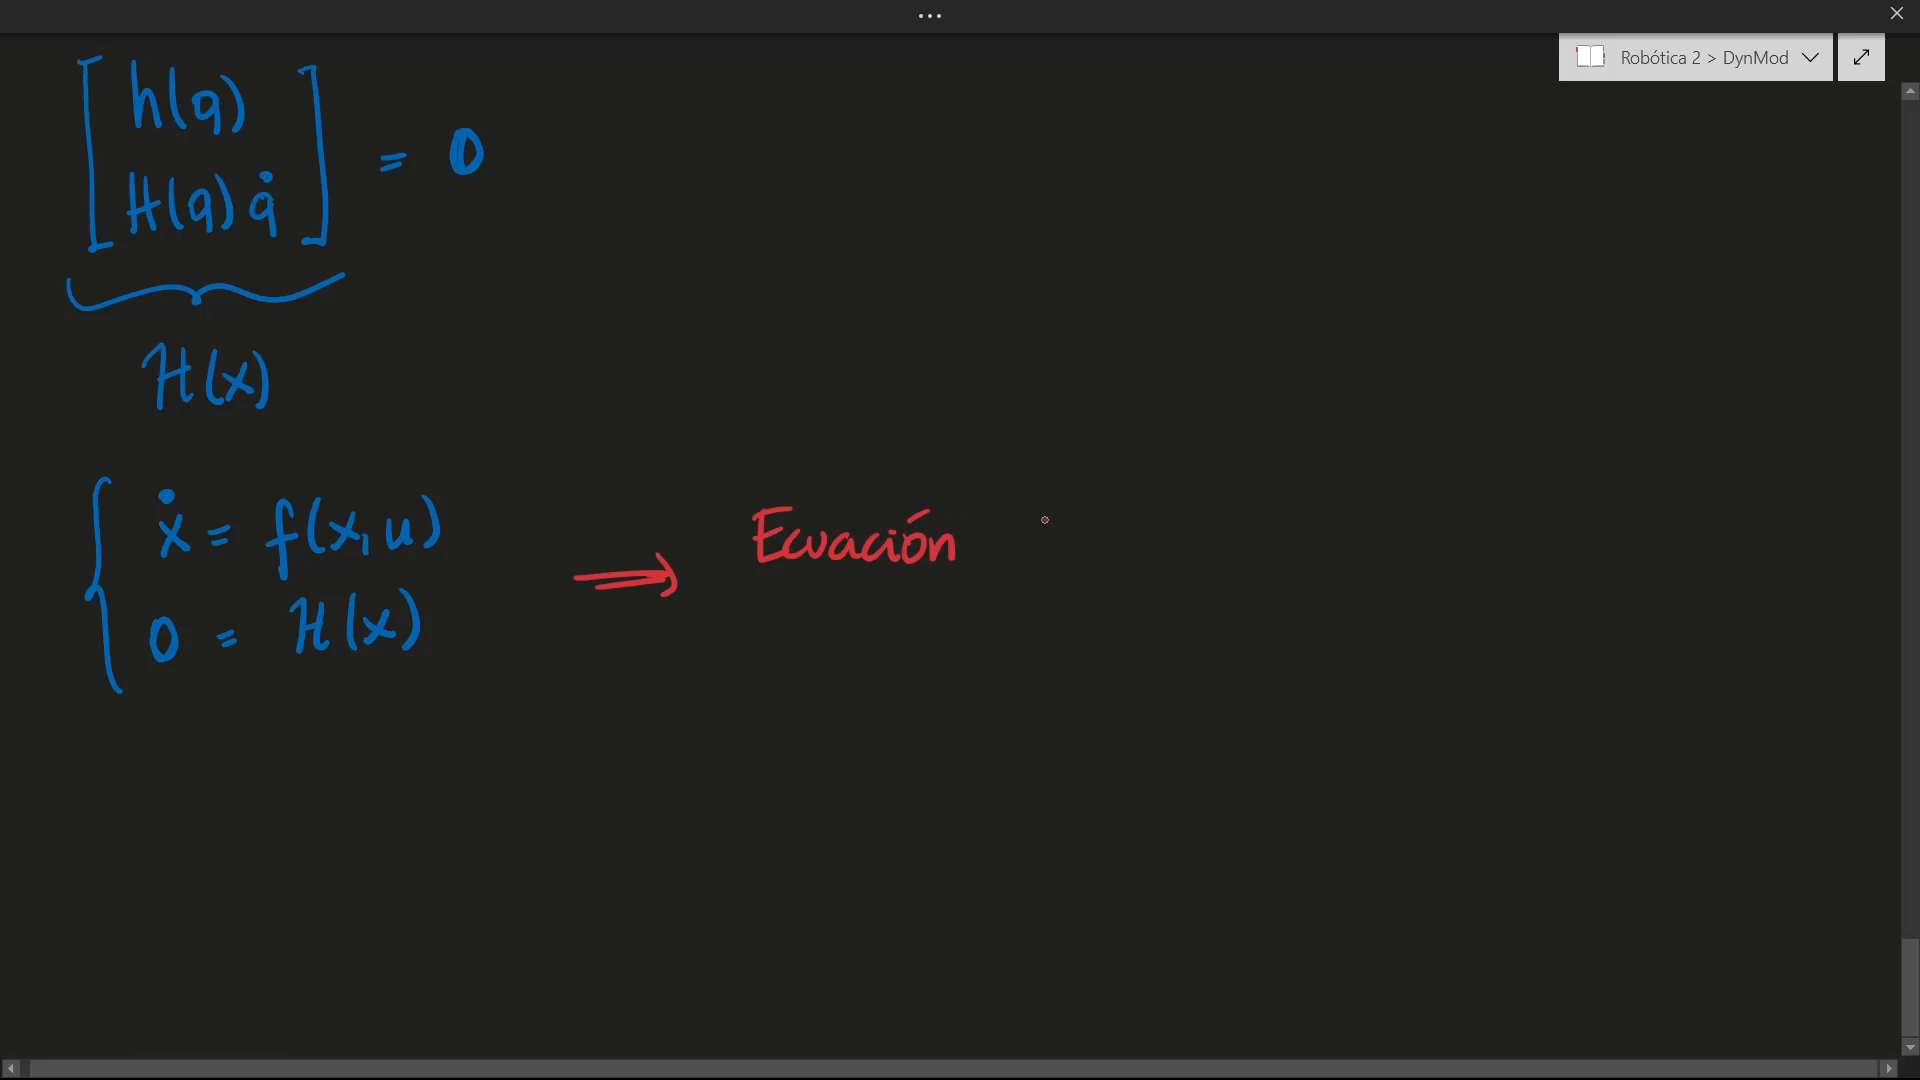 Robótica 2 > DynMod
[ h(q)
H(q) q̇ ] = 0
ℋ(x)
{ ẋ = f(x, u)
0 = ℋ(x)
⟹ Ecuación